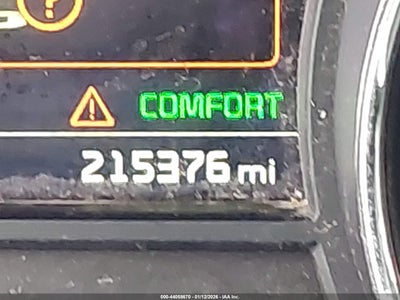 ?
COMFORT
215376 mi
000-44058670 - 01/12/2026 - IAA, Inc.